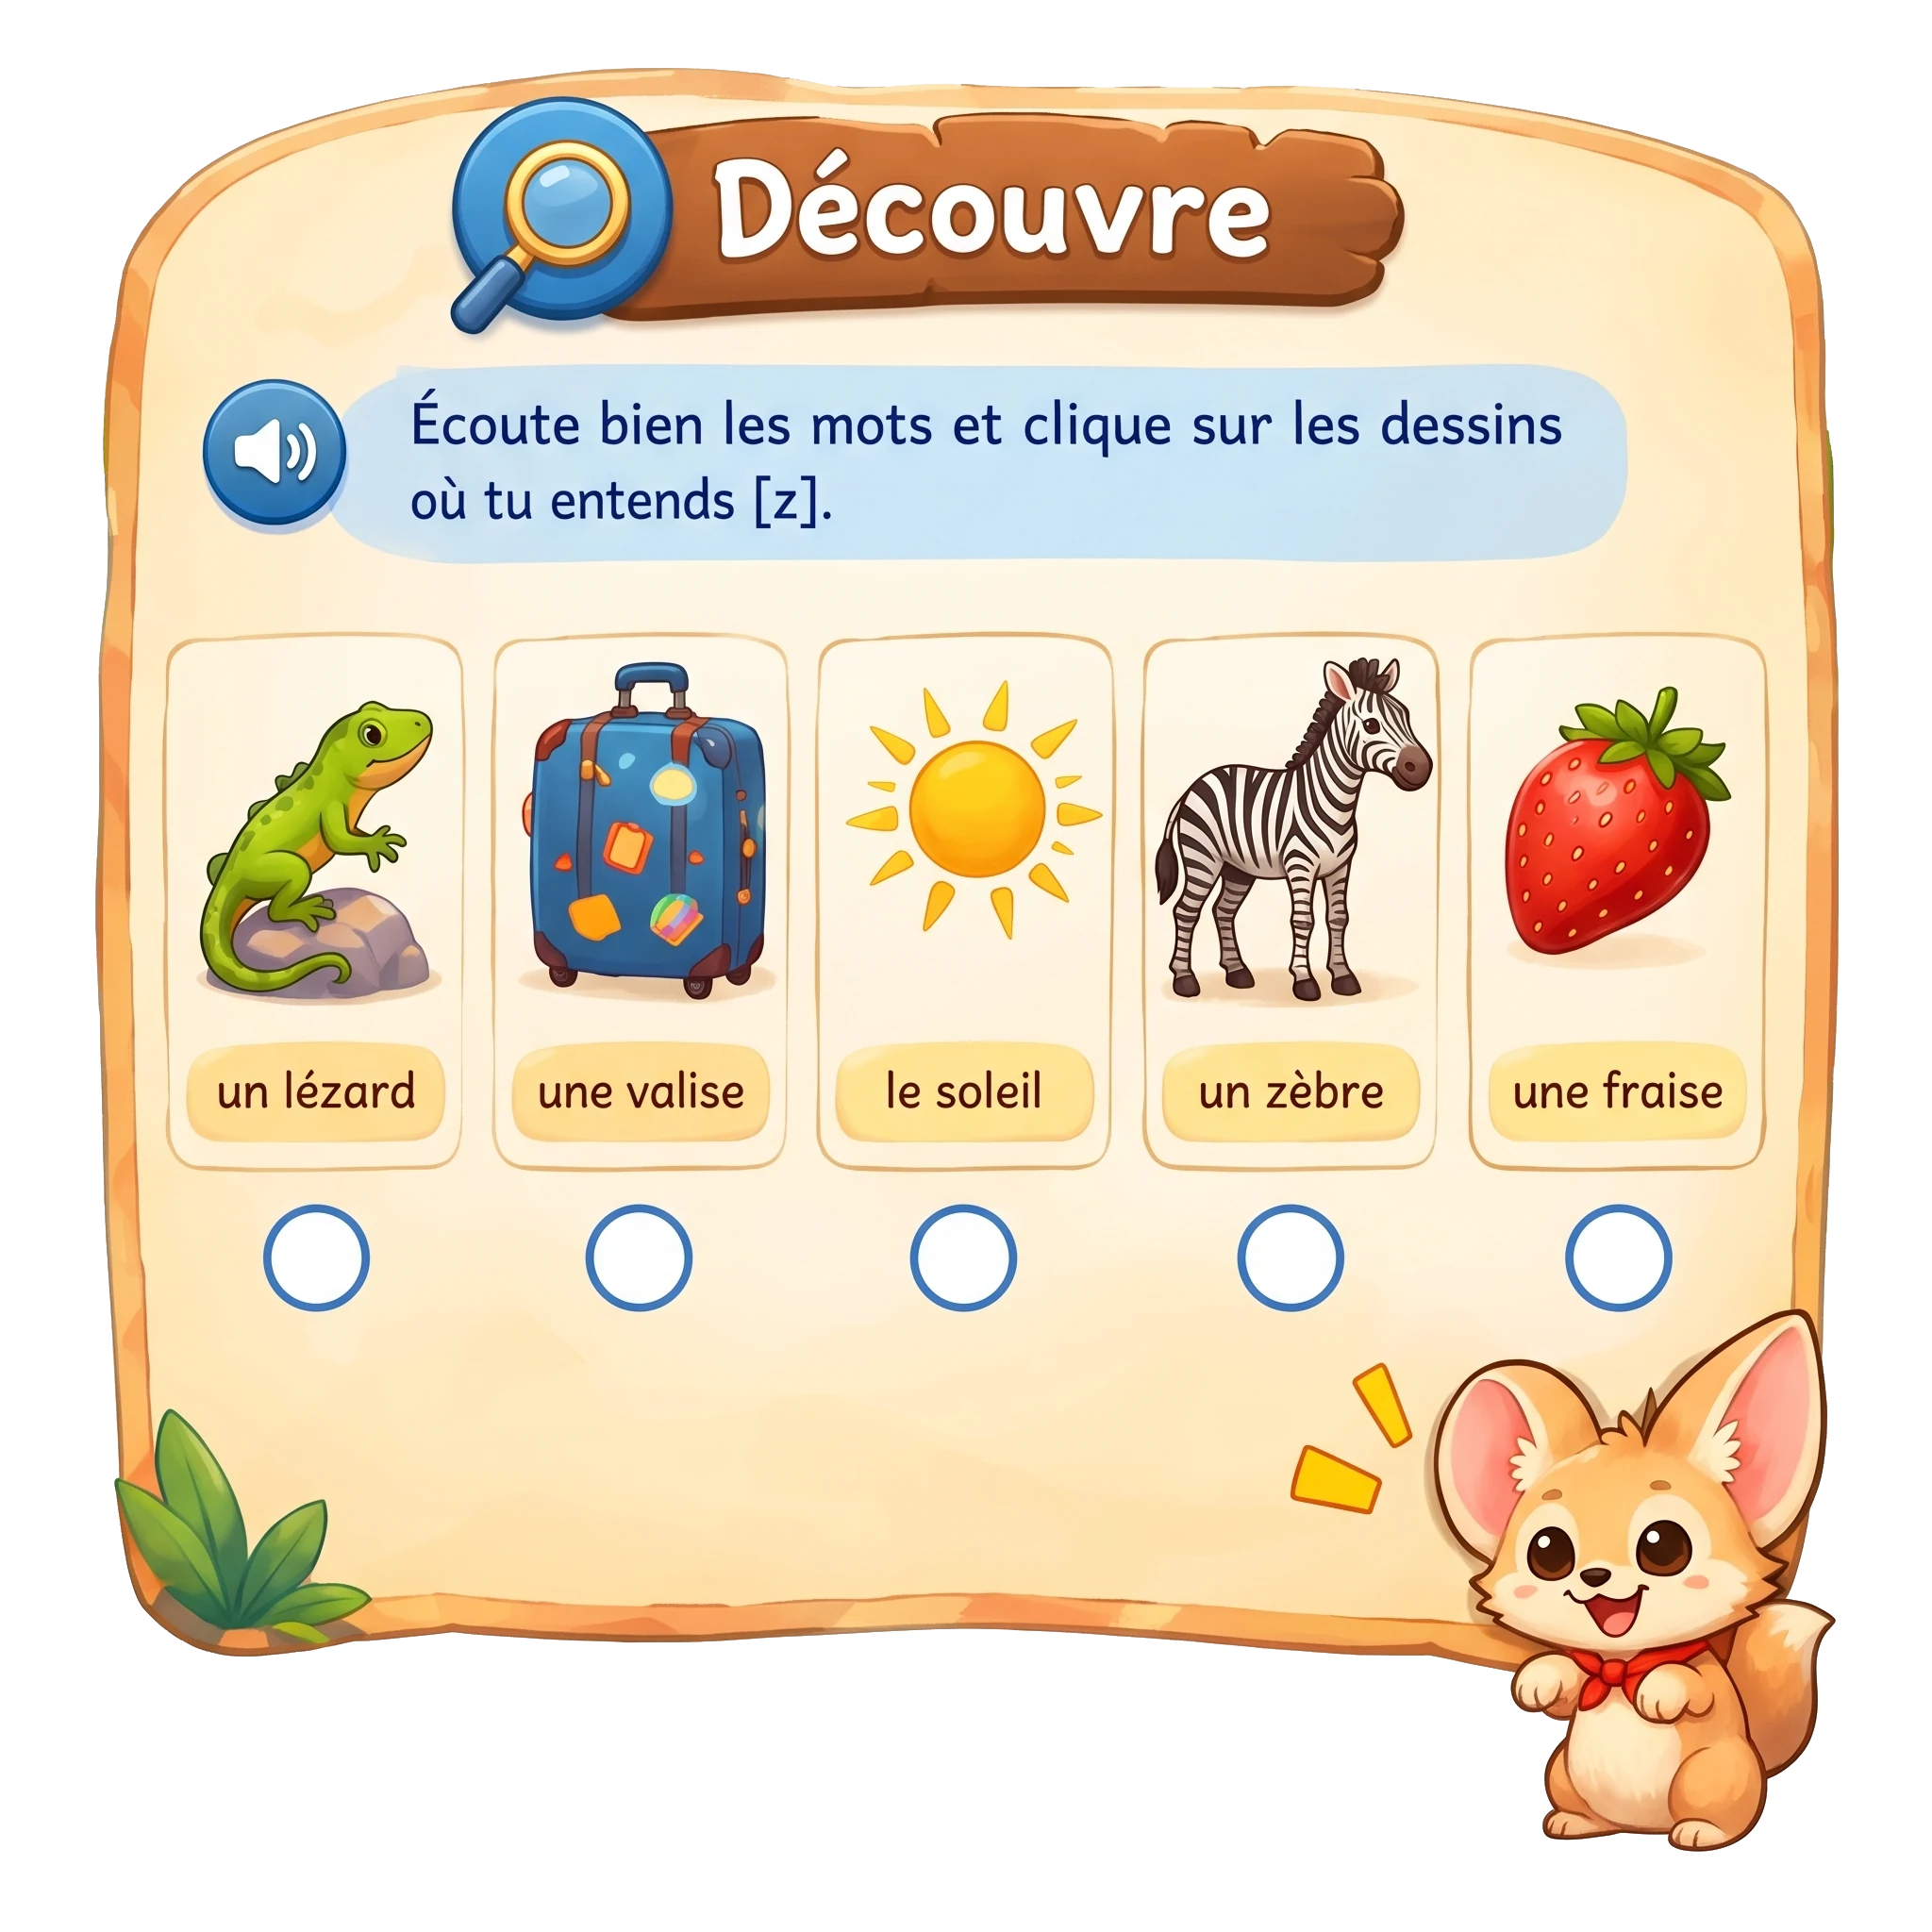 Découvre
Écoute bien les mots et clique sur les dessins
où tu entends [z].
un lézard
une valise
le soleil
un zèbre
une fraise